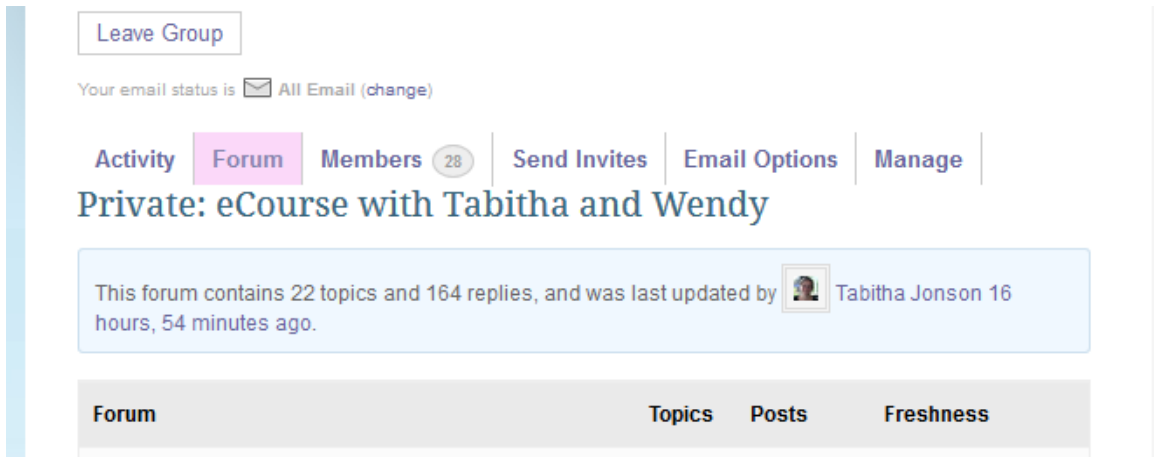 Leave Group
Your email status is All Email (change)
Activity Forum Members 28 Send Invites Email Options Manage
Private: eCourse with Tabitha and Wendy
This forum contains 22 topics and 164 replies, and was last updated by Tabitha Jonson 16
hours, 54 minutes ago.
Forum Topics Posts Freshness